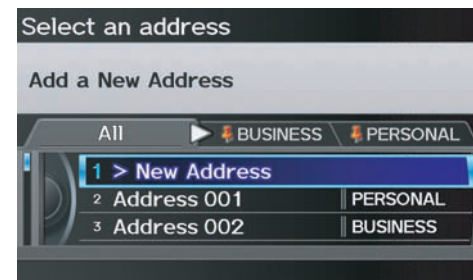 Select an address
Add a New Address
All BUSINESS PERSONAL
1 > New Address
2 Address 001 PERSONAL
3 Address 002 BUSINESS